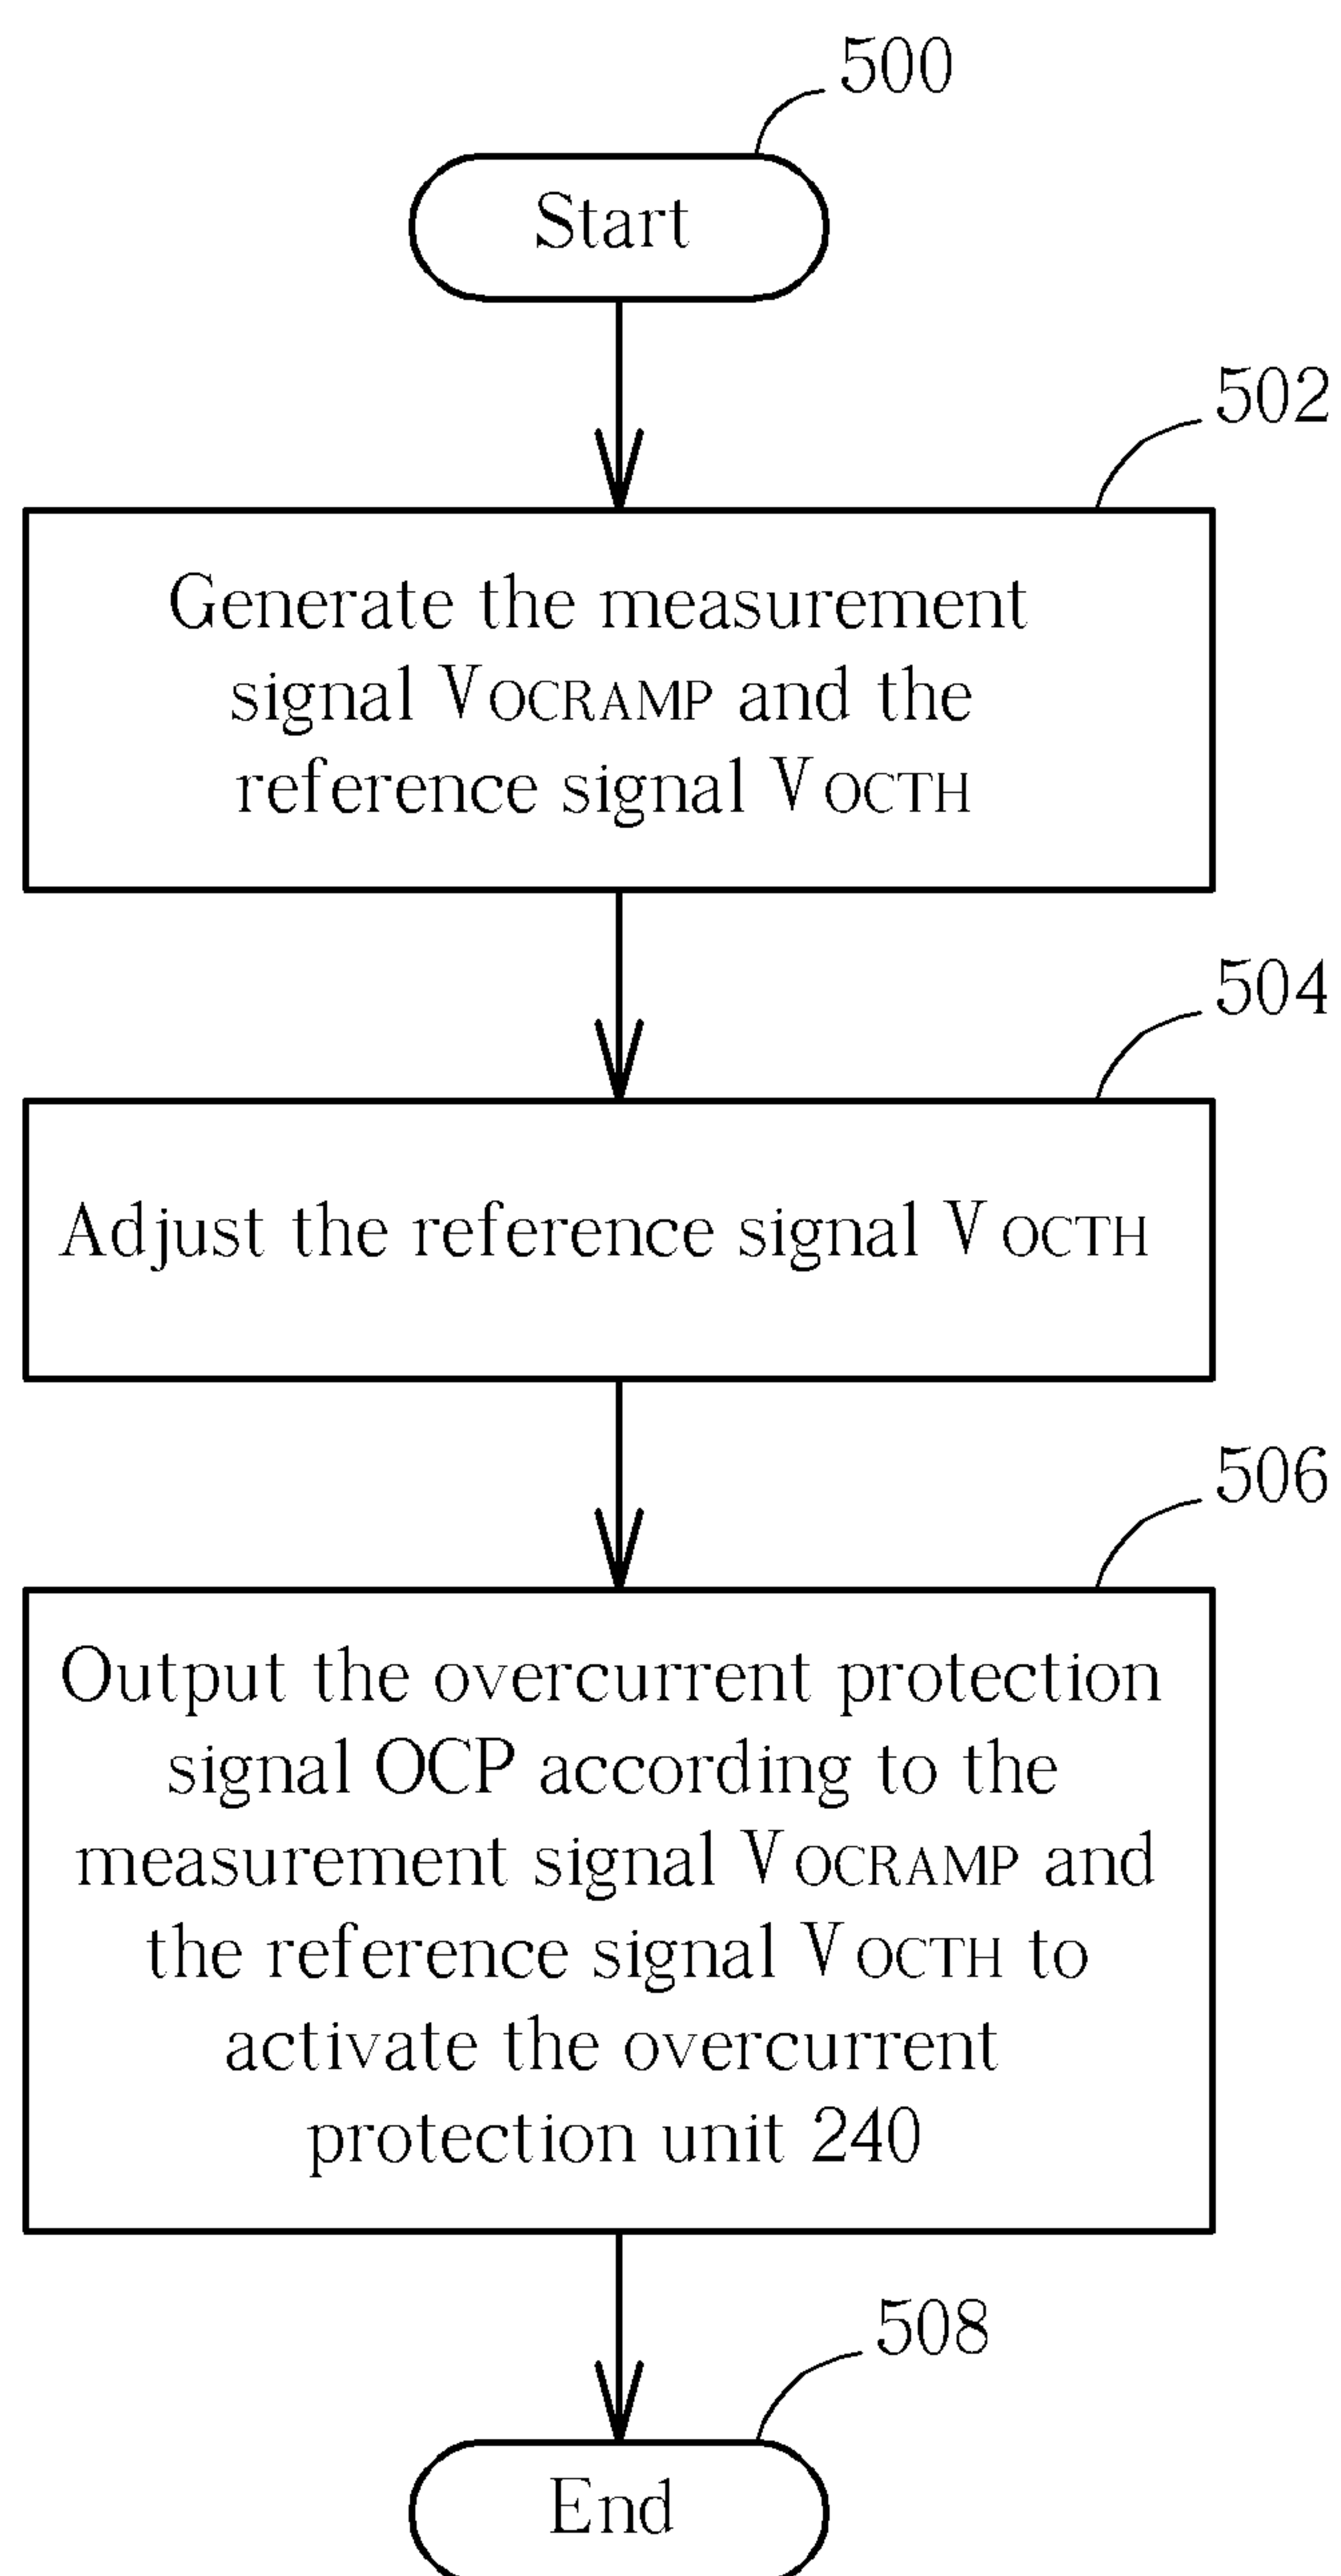 500
Start
502
Generate the measurement
signal VOCRAMP and the
reference signal VOCTH
504
Adjust the reference signal VOCTH
506
Output the overcurrent protection
signal OCP according to the
measurement signal VOCRAMP and
the reference signal VOCTH to
activate the overcurrent
protection unit 240
508
End